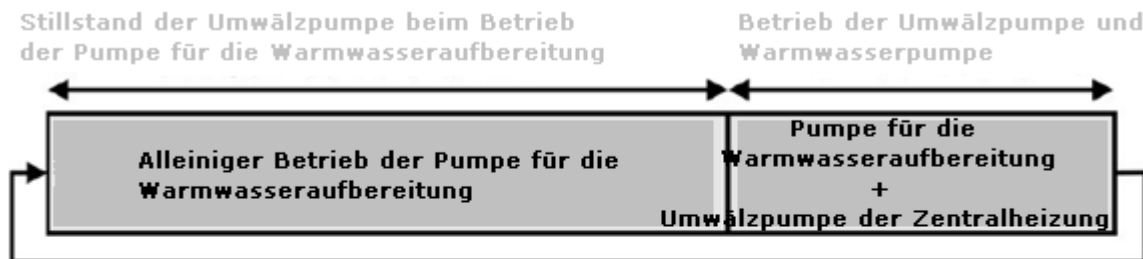 Stillstand der Umwälzpumpe beim Betrieb
der Pumpe für die Warmwasseraufbereitung
Betrieb der Umwälzpumpe und
Warmwasserpumpe
Alleiniger Betrieb der Pumpe für die
Warmwasseraufbereitung
Pumpe für die
Warmwasseraufbereitung
+
Umwälzpumpe der Zentralheizung